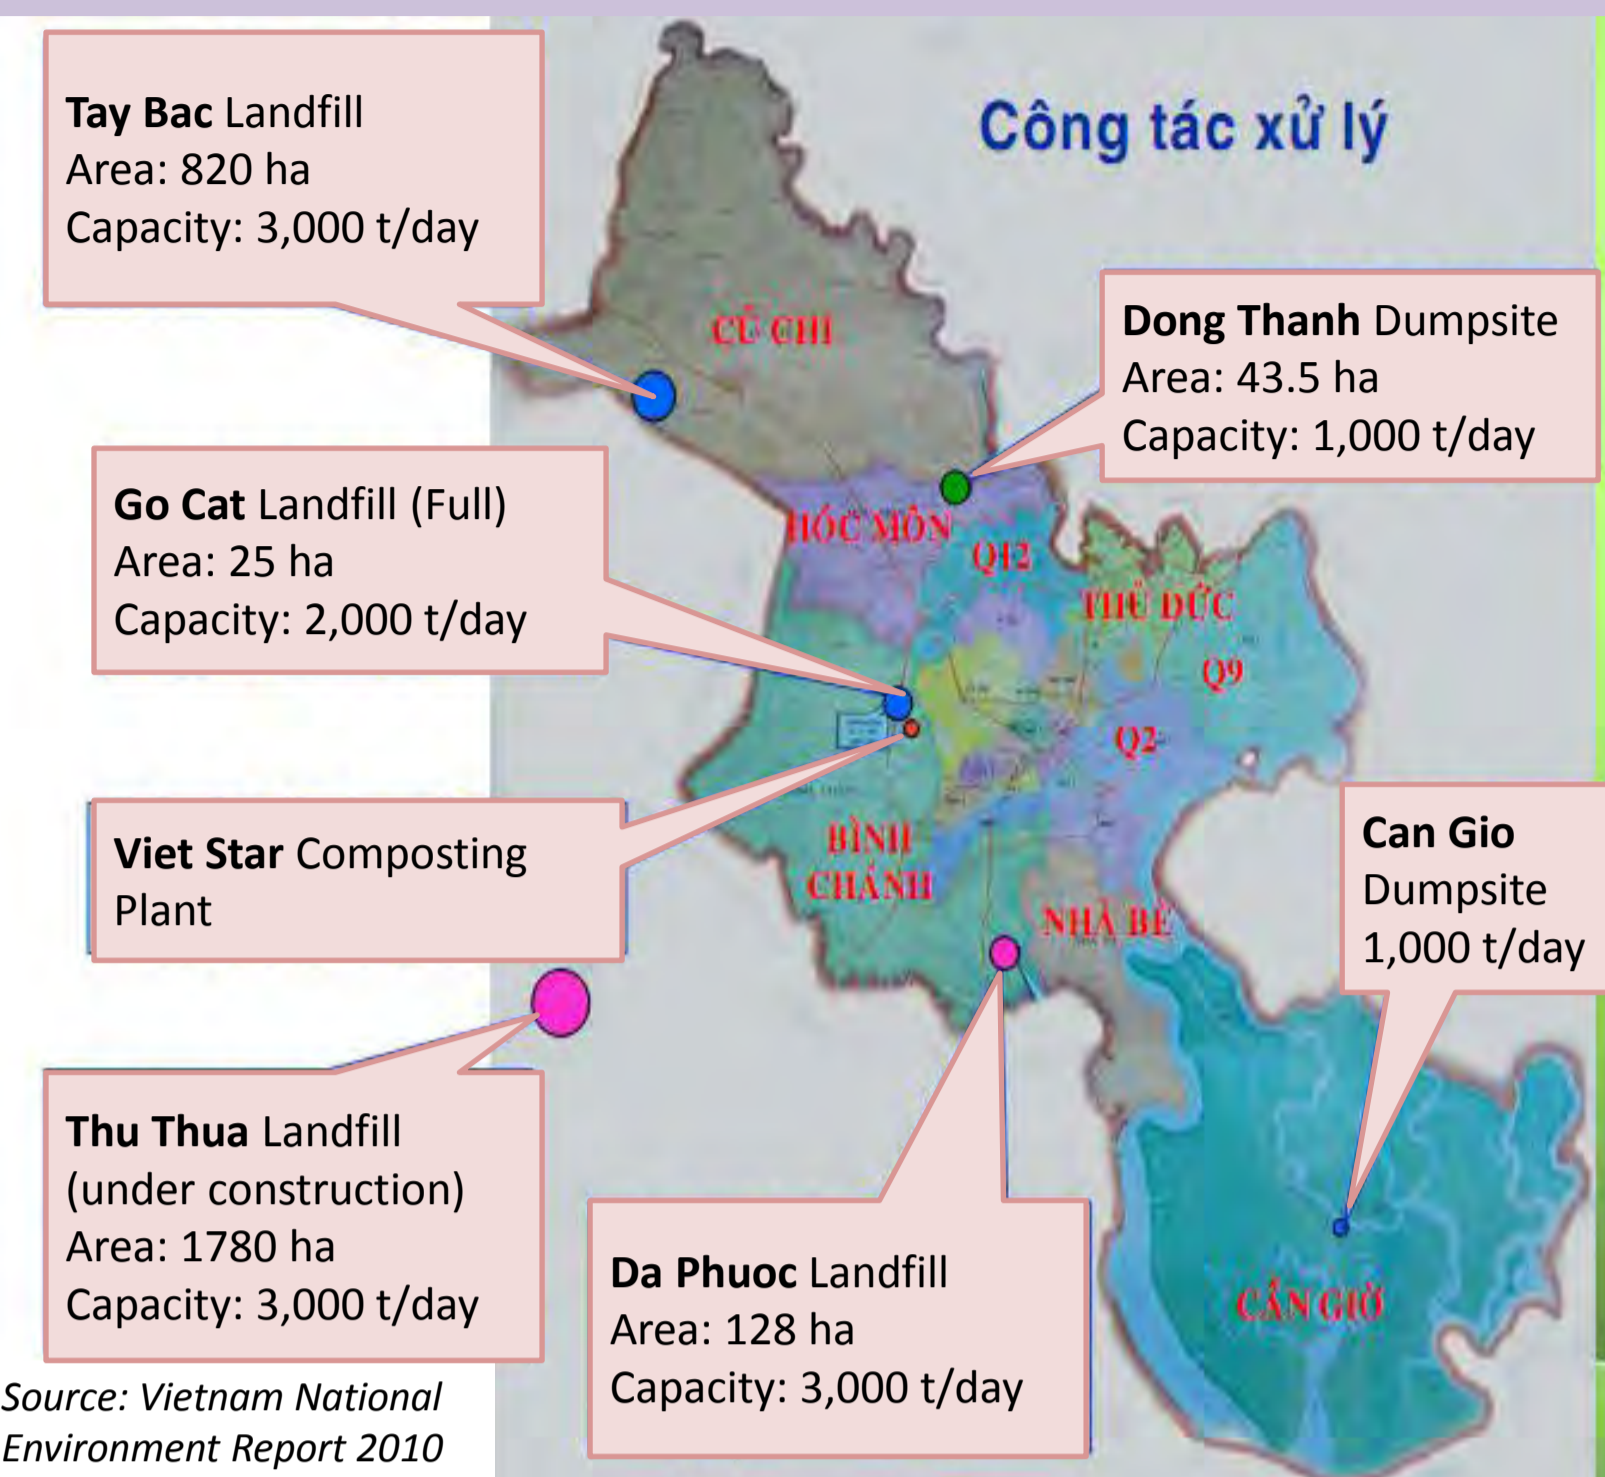 Công tác xử lý
Tay Bac Landfill
Area: 820 ha
Capacity: 3,000 t/day
Dong Thanh Dumpsite
Area: 43.5 ha
Capacity: 1,000 t/day
CỦ CHI
Go Cat Landfill (Full)
Area: 25 ha
Capacity: 2,000 t/day
HÓC MÔN
Q12
THỦ ĐỨC
Q9
Q2
Viet Star Composting
Plant
BÌNH
CHÁNH
NHÀ BÈ
Can Gio
Dumpsite
1,000 t/day
Thu Thua Landfill
(under construction)
Area: 1780 ha
Capacity: 3,000 t/day
Da Phuoc Landfill
Area: 128 ha
Capacity: 3,000 t/day
CẦN GIỜ
Source: Vietnam National
Environment Report 2010